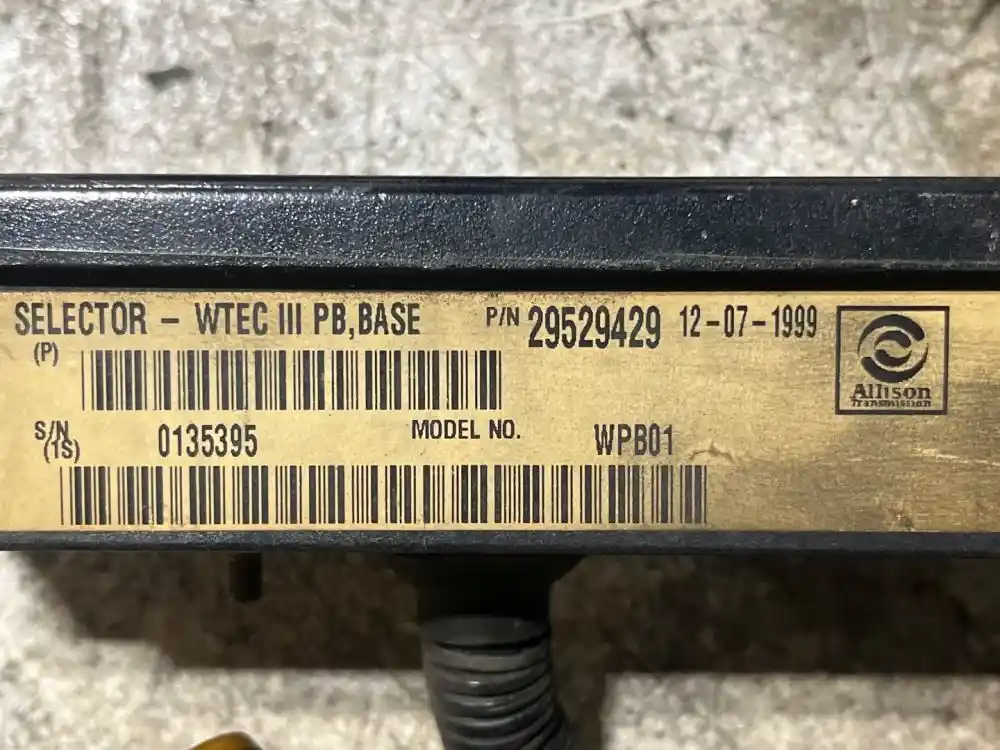 SELECTOR - WTEC III PB,BASE P/N 29529429 12-07-1999
(P)
Allison
Transmission
S/N 0135395 MODEL NO. WPB01
(1S)